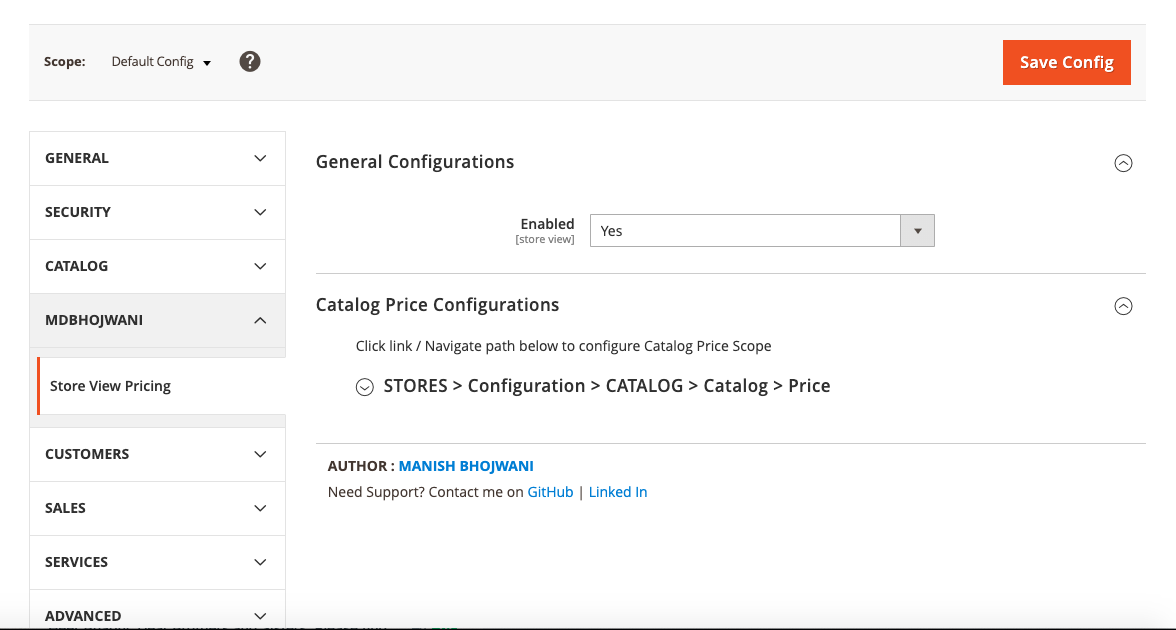 Scope: Default Config ?
Save Config
GENERAL
SECURITY
CATALOG
MDBHOJWANI
Store View Pricing
CUSTOMERS
SALES
SERVICES
ADVANCED
General Configurations
Enabled Yes
[store view]
Catalog Price Configurations
Click link / Navigate path below to configure Catalog Price Scope
STORES > Configuration > CATALOG > Catalog > Price
AUTHOR : MANISH BHOJWANI
Need Support? Contact me on GitHub | Linked In